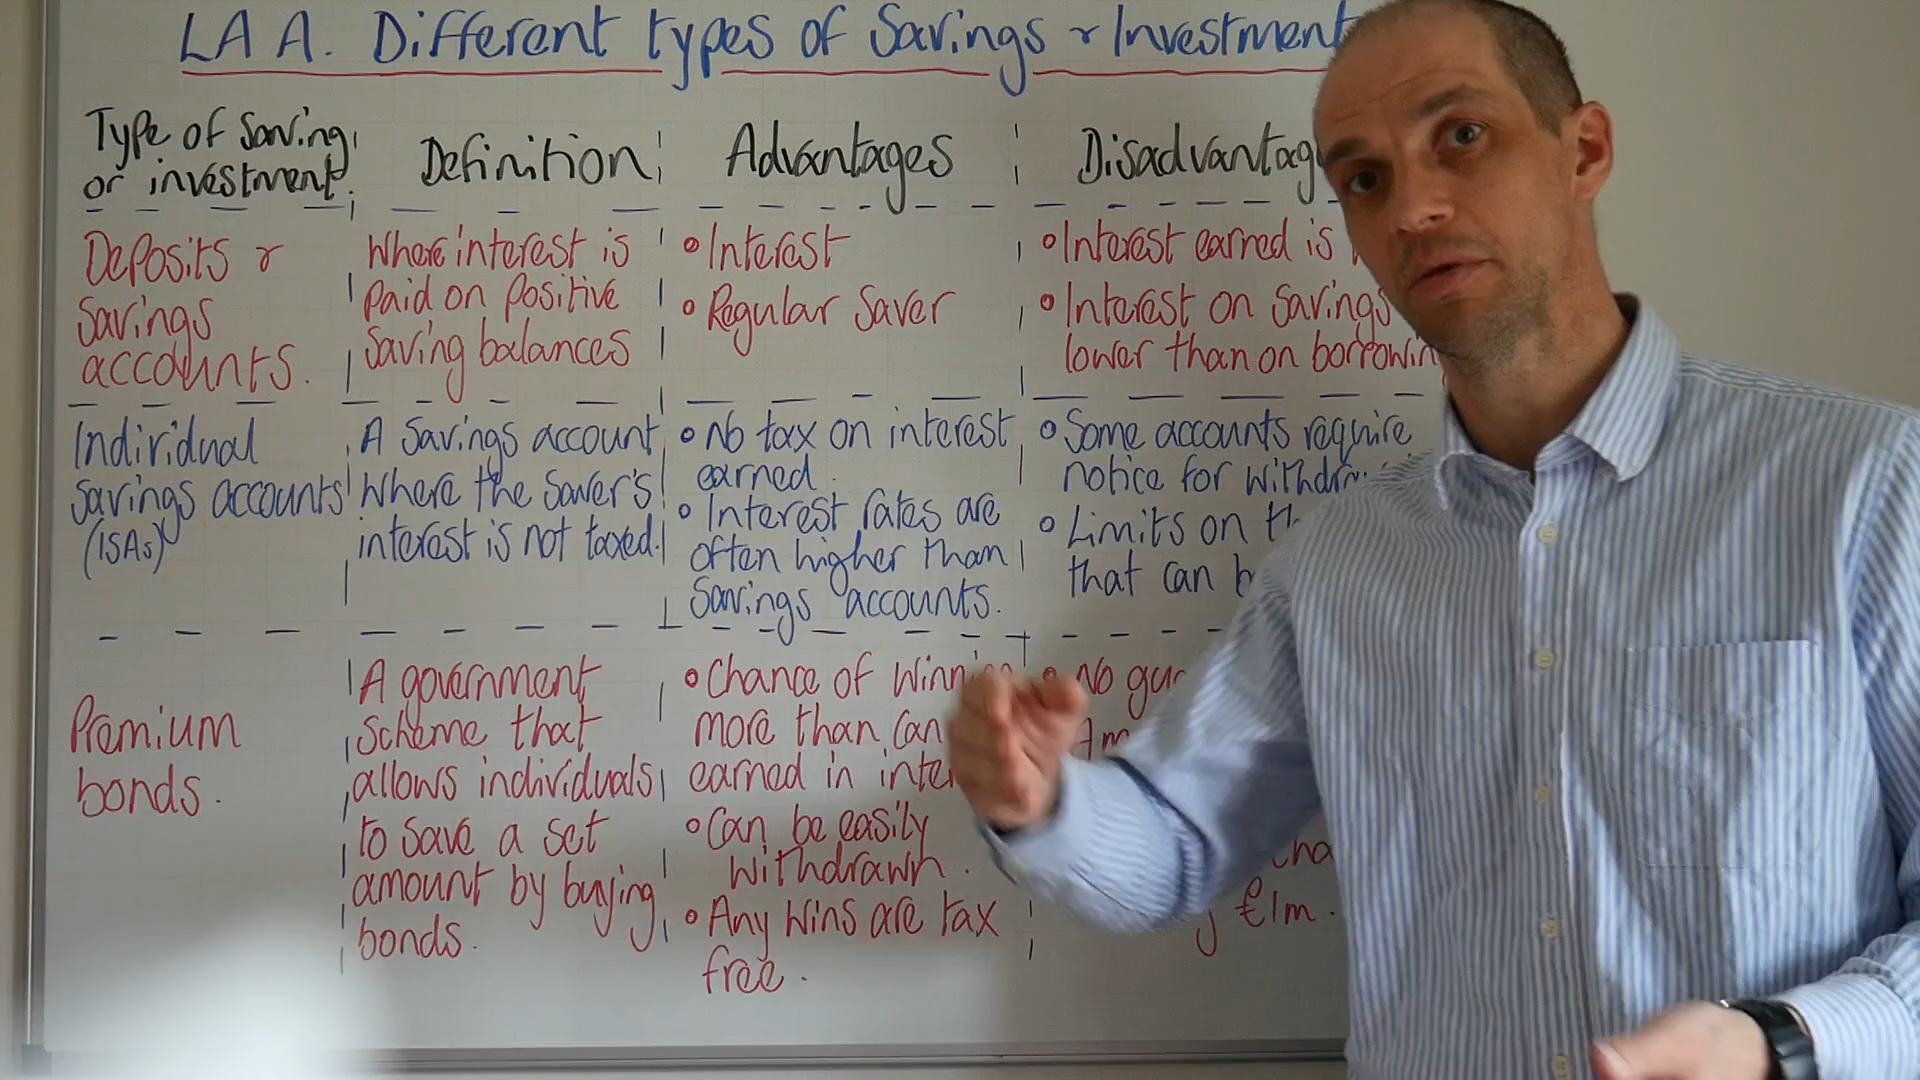 LA A. Different types of Savings & Investment
Type of saving
or investment.
Definition
Advantages
Disadvantag
Deposits &
Savings
accounts.
Where interest is
paid on positive
saving balances
• Interest
• Regular Saver
• Interest earned is
• Interest on savings
lower than on borrowin
Individual
savings accounts
(ISAs)
A Savings account
where the saver's
interest is not taxed.
• No tax on interest
earned.
• Interest rates are
often higher than
Savings accounts.
• Some accounts require
notice for withdra
• Limits on th
that can b
Premium
bonds.
A government
scheme that
allows individuals
to save a set
amount by buying
bonds.
• Chance of winnin
more than can
earned in inte
• Can be easily
withdrawn.
• Any wins are tax
free.
• No gua
£1m.